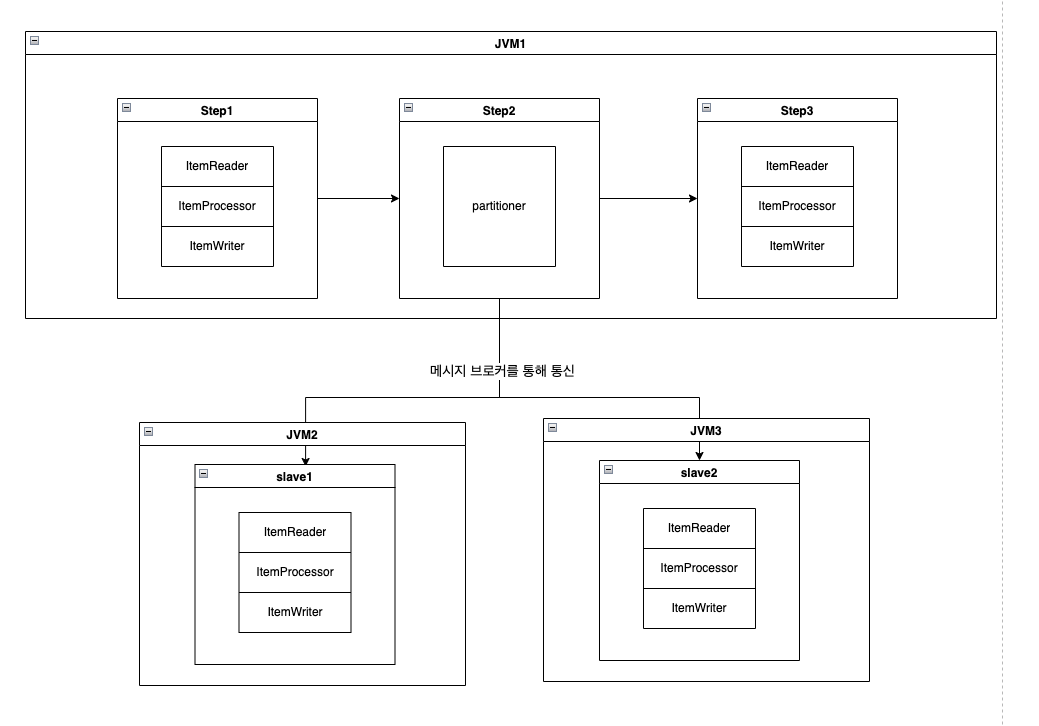 JVM1
Step1
Step2
Step3
ItemReader
ItemProcessor
ItemWriter
partitioner
ItemReader
ItemProcessor
ItemWriter
메시지 브로커를 통해 통신
JVM2
slave1
ItemReader
ItemProcessor
ItemWriter
JVM3
slave2
ItemReader
ItemProcessor
ItemWriter